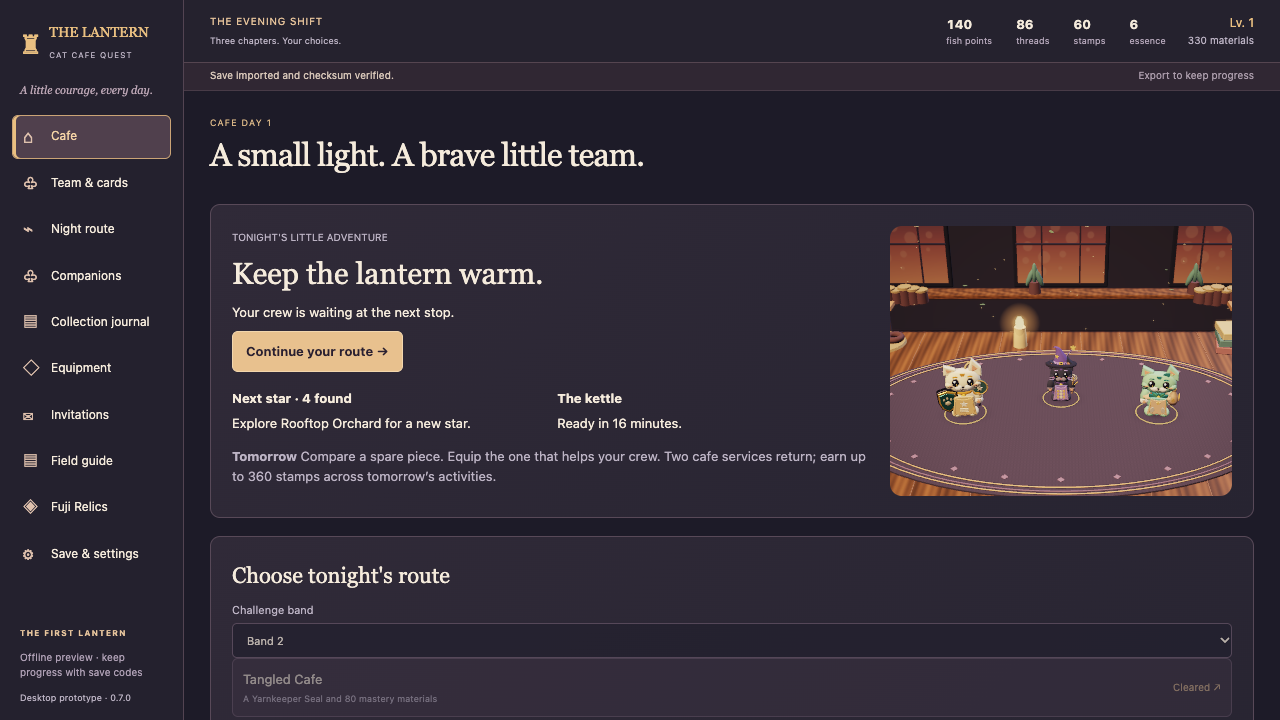 THE LANTERN
CAT CAFE QUEST
A little courage, every day.
Cafe
Team & cards
Night route
Companions
Collection journal
Equipment
Invitations
Field guide
Fuji Relics
Save & settings
THE FIRST LANTERN
Offline preview · keep
progress with save codes
Desktop prototype · 0.7.0
THE EVENING SHIFT
Three chapters. Your choices.
140
fish points
86
threads
60
stamps
6
essence
Lv. 1
330 materials
Save imported and checksum verified.
Export to keep progress
CAFE DAY 1
A small light. A brave little team.
TONIGHT'S LITTLE ADVENTURE
Keep the lantern warm.
Your crew is waiting at the next stop.
Continue your route →
Next star · 4 found
Explore Rooftop Orchard for a new star.
The kettle
Ready in 16 minutes.
Tomorrow Compare a spare piece. Equip the one that helps your crew. Two cafe services return; earn up
to 360 stamps across tomorrow’s activities.
Choose tonight's route
Challenge band
Band 2
Tangled Cafe
A Yarnkeeper Seal and 80 mastery materials
Cleared ↗